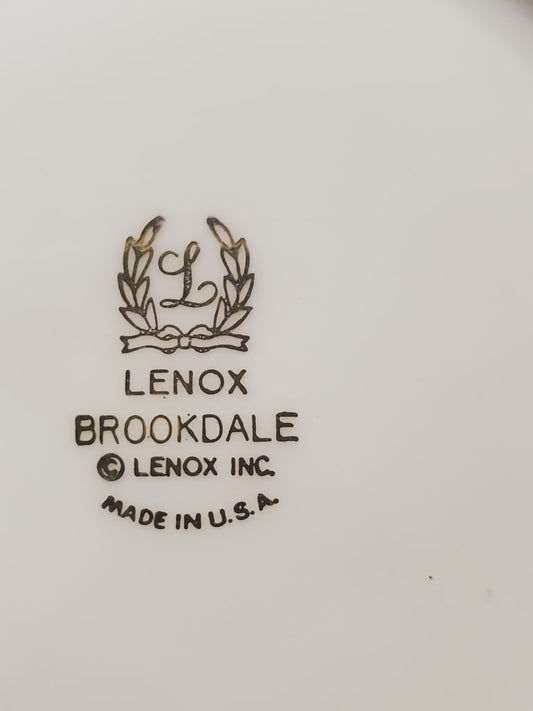 L
LENOX
BROOKDALE
© LENOX INC.
MADE IN U.S.A.